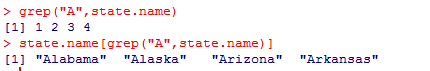 > grep("A",state.name)
[1] 1 2 3 4
> state.name[grep("A",state.name)]
[1] "Alabama"  "Alaska"   "Arizona"  "Arkansas"